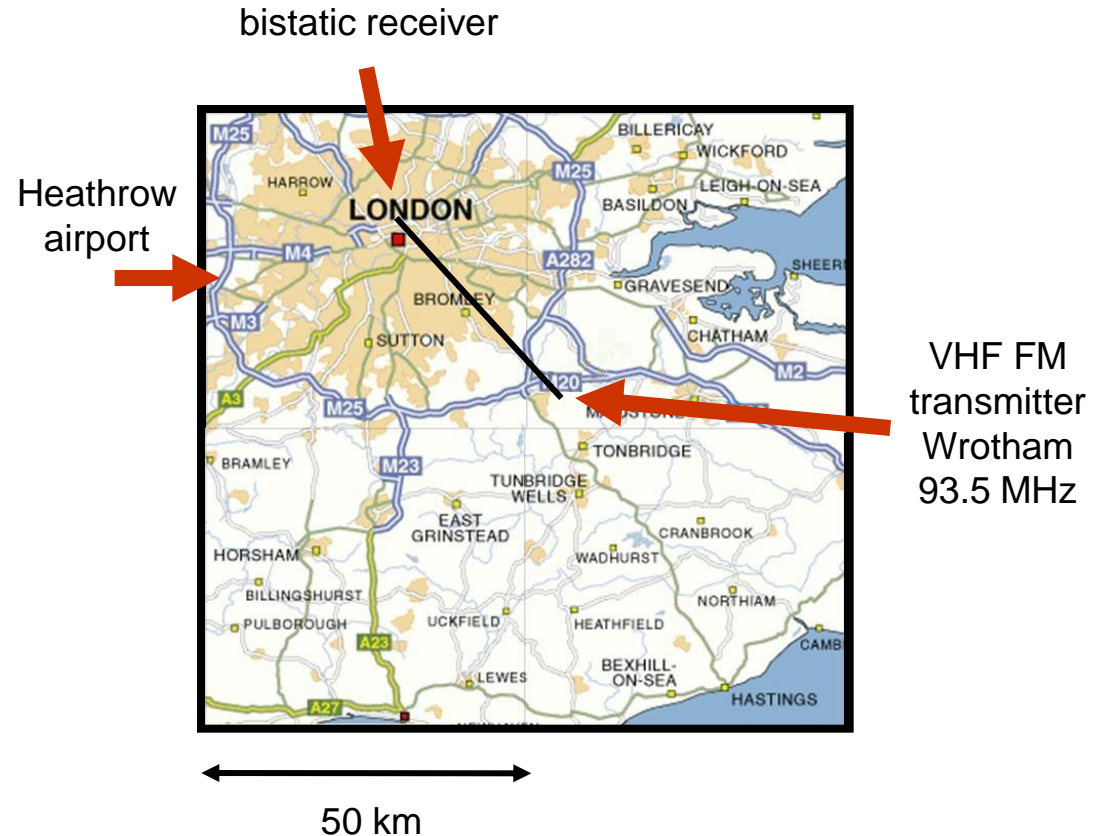 bistatic receiver
Heathrow
airport
M25
BILLERICAY
WICKFORD
HARROW
M25
LEIGH-ON-SEA
LONDON
BASILDON
M4
A282
SHEERN
GRAVESEND
BROMLEY
M3
SUTTON
CHATHAM
M20
M2
A3
M25
VHF FM
transmitter
Wrotham
93.5 MHz
BRAMLEY
M23
TONBRIDGE
TUNBRIDGE
WELLS
EAST
GRINSTEAD
CRANBROOK
HORSHAM
WADHURST
BILLINGSHURST
NORTHIAM
PULBOROUGH
UCKFIELD
HEATHFIELD
A23
CAMB
BEXHILL-
ON-SEA
LEWES
HASTINGS
A27
50 km